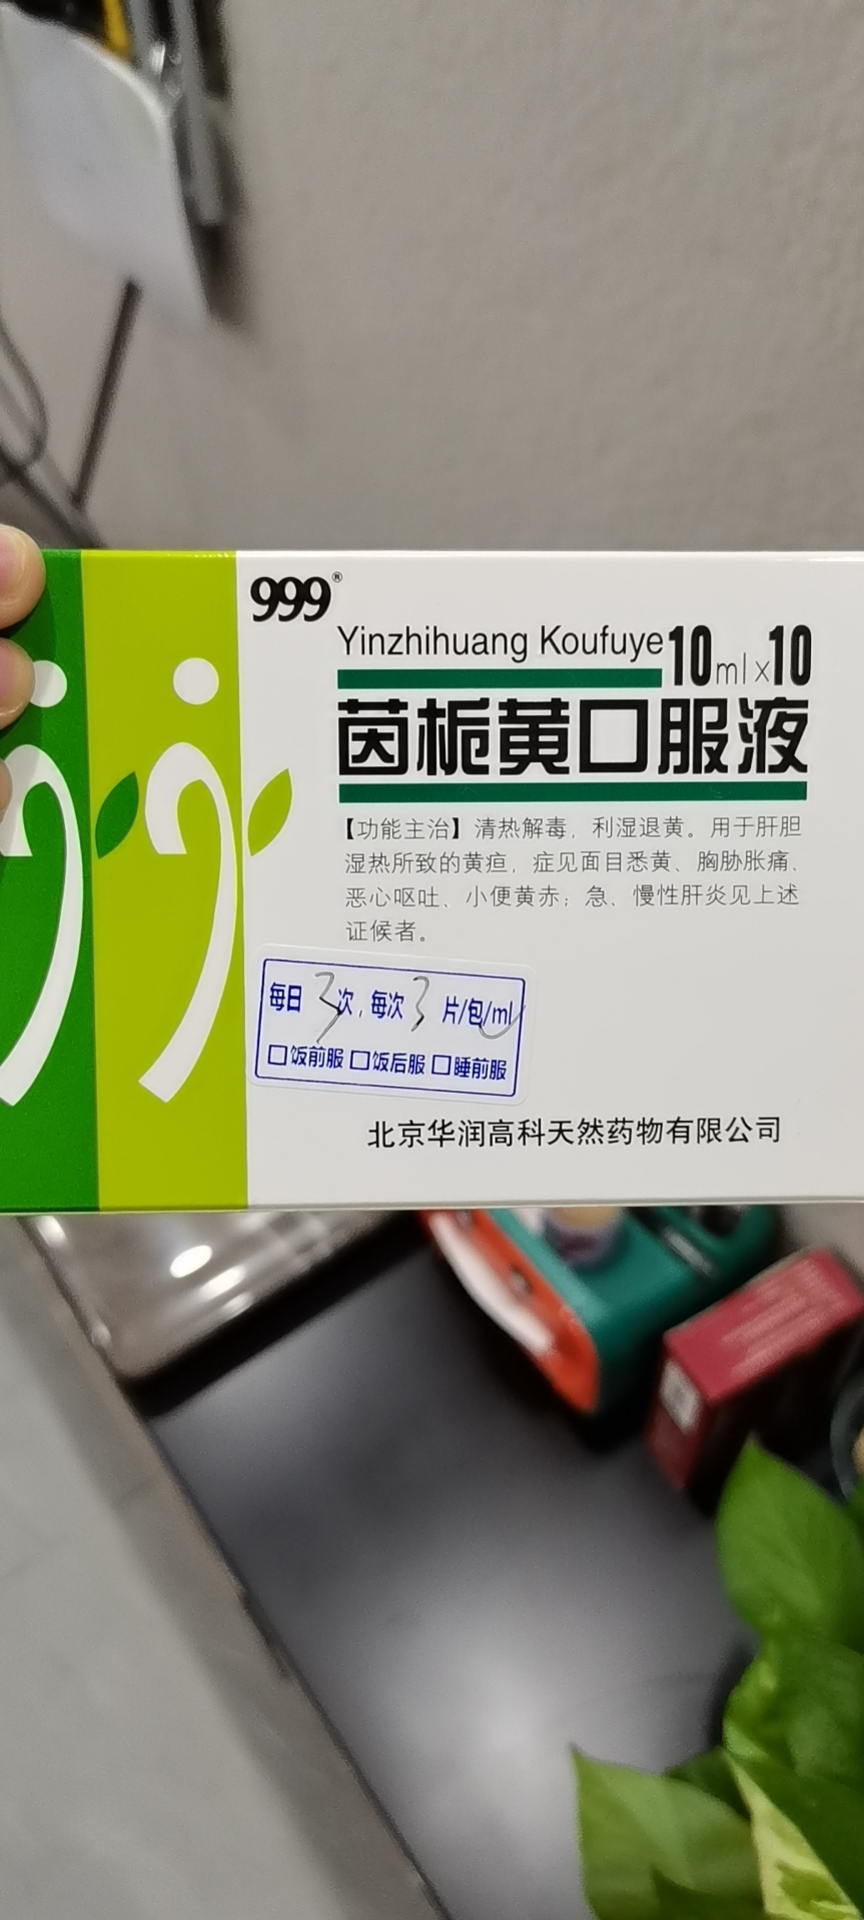 999®
Yinzhihuang Koufuye 10ml x10
茵栀黄口服液
【功能主治】清热解毒，利湿退黄。用于肝胆
湿热所致的黄疸，症见面目悉黄、胸胁胀痛、
恶心呕吐、小便黄赤；急、慢性肝炎见上述
证候者。
每日 3 次，每次 3 片/包/ml
□饭前服 □饭后服 □睡前服
北京华润高科天然药物有限公司